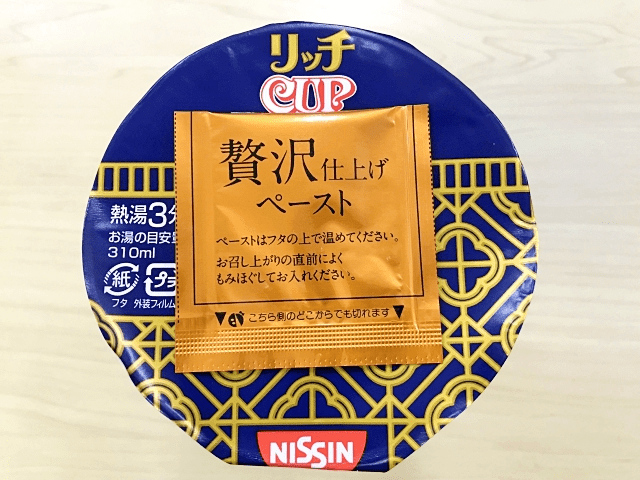 リッチ
CUP
贅沢仕上げ
ペースト
ペーストはフタの上で温めてください。
お召し上がりの直前によく
もみほぐしてお入れください。
こちら側のどこからでも切れます
熱湯3分
お湯の目安量
310ml
紙 プラ
フタ 外装フィルム
NISSIN